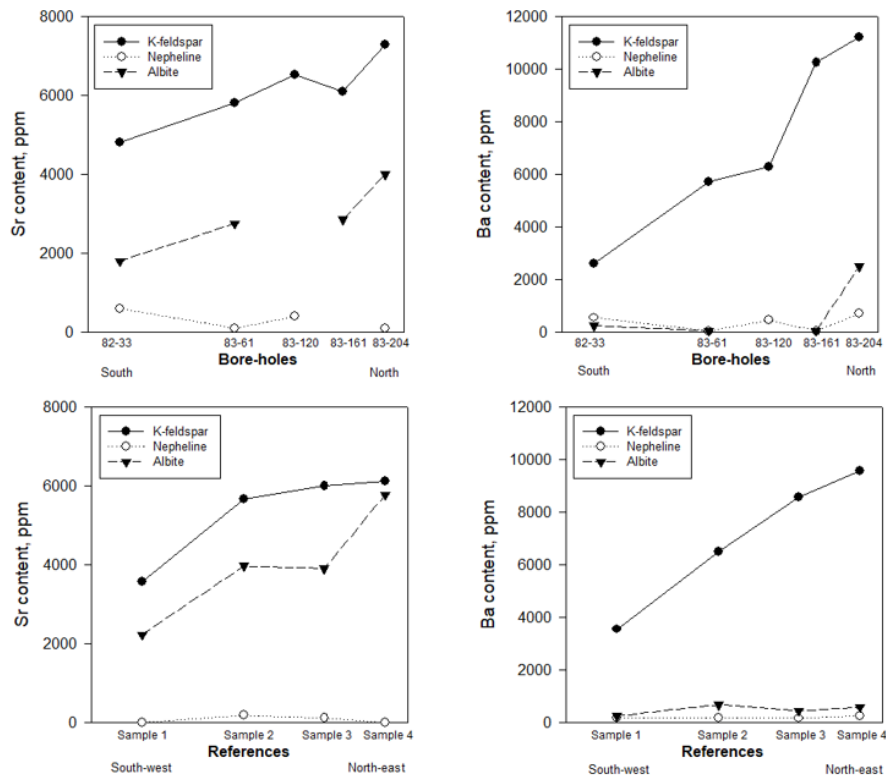 8000
6000
4000
2000
0
Sr content, ppm
K-feldspar
Nepheline
Albite
82-33
83-61
83-120
83-161
83-204
South
Bore-holes
North
12000
10000
8000
6000
4000
2000
0
Ba content, ppm
K-feldspar
Nepheline
Albite
82-33
83-61
83-120
83-161
83-204
South
Bore-holes
North
8000
6000
4000
2000
0
Sr content, ppm
K-feldspar
Nepheline
Albite
Sample 1
Sample 2
Sample 3
Sample 4
References
South-west
North-east
12000
10000
8000
6000
4000
2000
0
Ba content, ppm
K-feldspar
Nepheline
Albite
Sample 1
Sample 2
Sample 3
Sample 4
References
South-west
North-east